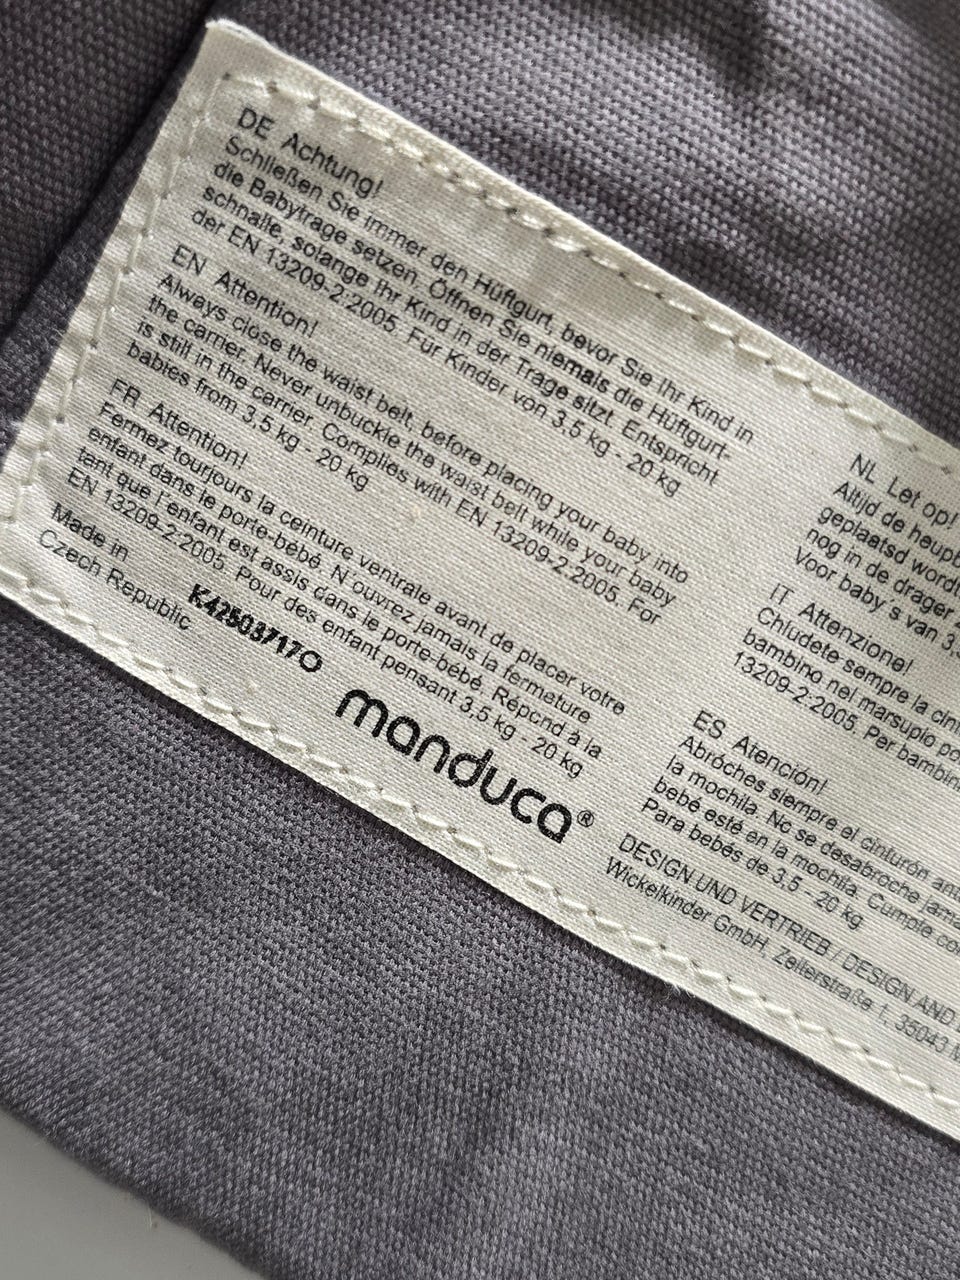 DE Achtung!
Schließen Sie immer den Hüftgurt, bevor Sie Ihr Kind in
die Babytrage setzen. Öffnen Sie niemals die Hüftgurt-
schnalle, solange Ihr Kind in der Trage sitzt. Entspricht
der EN 13209-2:2005. Für Kinder von 3,5 kg - 20 kg
EN Attention!
Always close the waist belt, before placing your baby into
the carrier. Never unbuckle the waist belt while your baby
is still in the carrier. Complies with EN 13209-2:2005. For
babies from 3,5 kg - 20 kg
FR Attention!
Fermez tourjours la ceinture ventrale avant de placer votre
enfant dans le porte-bébé. N'ouvrez jamais la fermeture
tant que l'enfant est assis dans le porte-bébé. Répond à la
EN 13209-2:2005. Pour des enfant pensant 3,5 kg - 20 kg
Made in
Czech Republic
K42503717O
manduca®
NL Let op!
Altijd de heupb
geplaatsd wordt
nog in de drager
Voor baby's van 3,5
IT Attenzione!
Chiudete sempre la cint
bambino nel marsupio po
13209-2:2005. Per bambin
ES Atención!
Abróches siempre el cinturón ant
la mochila. No se desabroche jam
bebé esté en la mochila. Cumple co
Para bebés de 3,5 - 20 kg
DESIGN UND VERTRIEB / DESIGN AND
Wickelkinder GmbH, Zeiterstraße 1, 35043 M